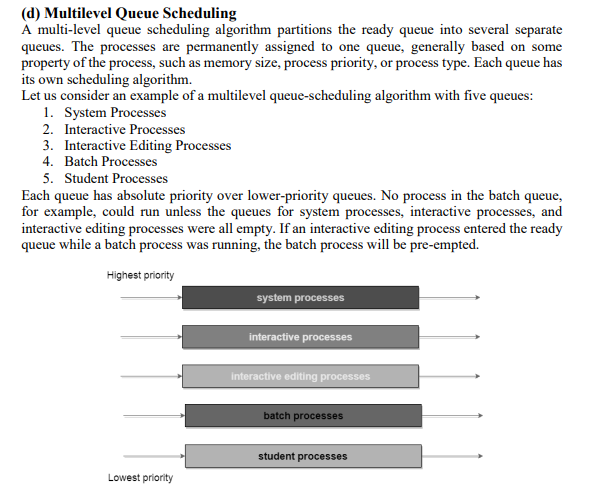 (d) Multilevel Queue Scheduling
A multi-level queue scheduling algorithm partitions the ready queue into several separate
queues. The processes are permanently assigned to one queue, generally based on some
property of the process, such as memory size, process priority, or process type. Each queue has
its own scheduling algorithm.
Let us consider an example of a multilevel queue-scheduling algorithm with five queues:
1. System Processes
2. Interactive Processes
3. Interactive Editing Processes
4. Batch Processes
5. Student Processes
Each queue has absolute priority over lower-priority queues. No process in the batch queue,
for example, could run unless the queues for system processes, interactive processes, and
interactive editing processes were all empty. If an interactive editing process entered the ready
queue while a batch process was running, the batch process will be pre-empted.
Highest priority
system processes
interactive processes
interactive editing processes
batch processes
student processes
Lowest priority